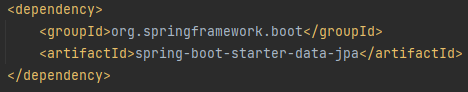 <dependency>
    <groupId>org.springframework.boot</groupId>
    <artifactId>spring-boot-starter-data-jpa</artifactId>
</dependency>